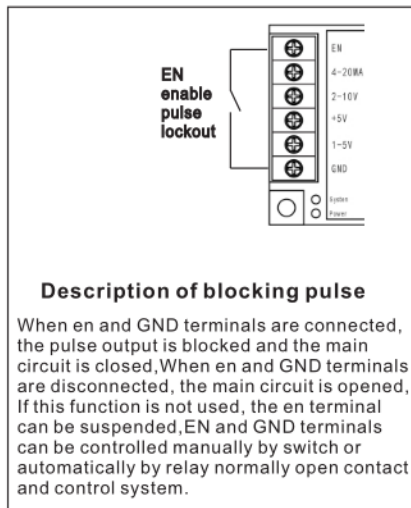 EN
enable
pulse
lockout
EN
4-20WA
2-10V
+5V
1-5V
GND
System
Power
Description of blocking pulse
When en and GND terminals are connected,
the pulse output is blocked and the main
circuit is closed,When en and GND terminals
are disconnected, the main circuit is opened,
If this function is not used, the en terminal
can be suspended,EN and GND terminals
can be controlled manually by switch or
automatically by relay normally open contact
and control system.